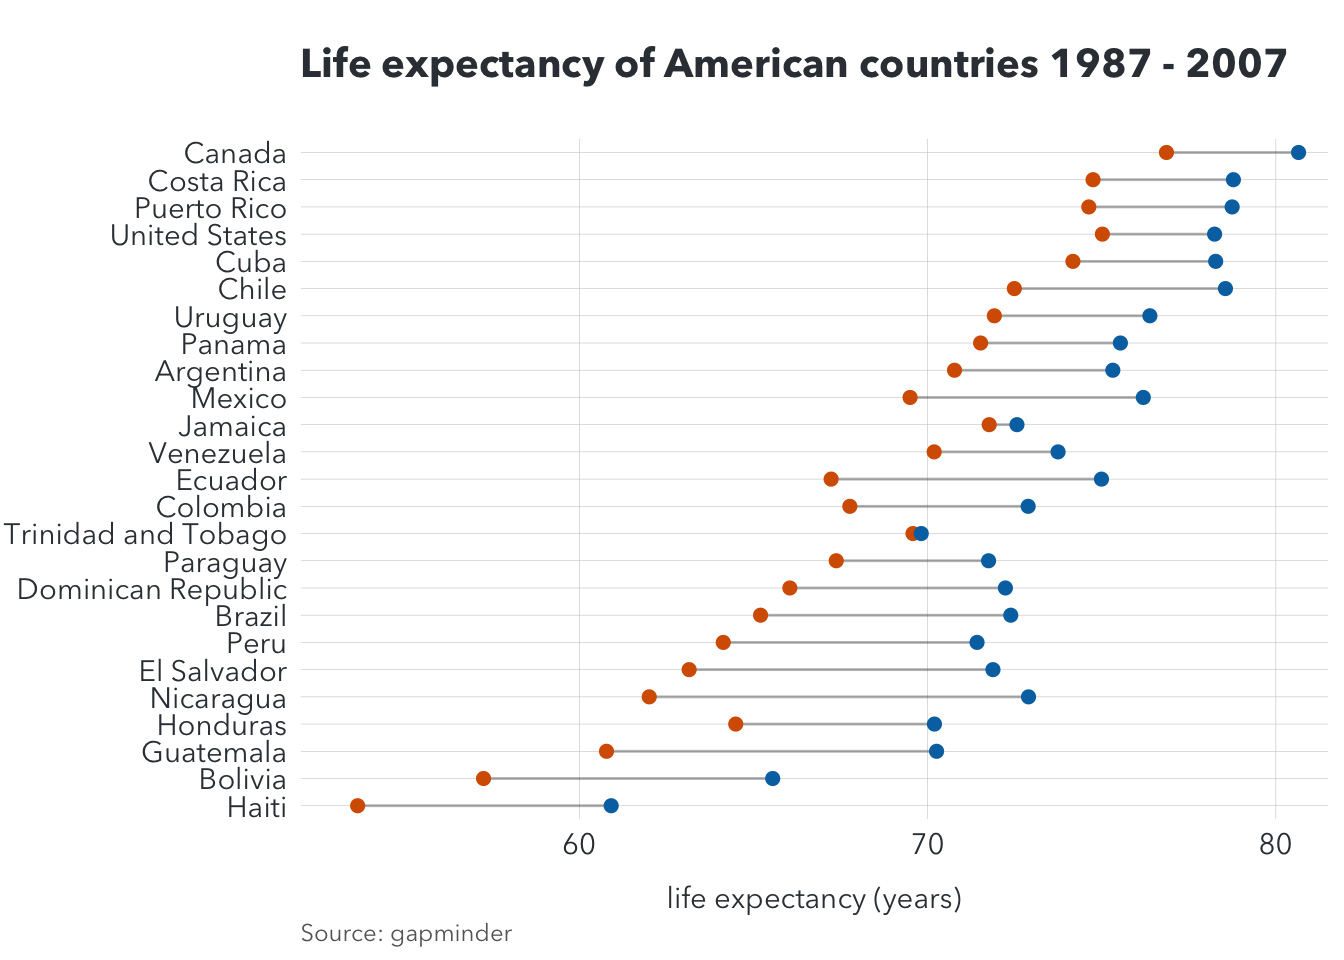 Life expectancy of American countries 1987 - 2007
Canada
Costa Rica
Puerto Rico
United States
Cuba
Chile
Uruguay
Panama
Argentina
Mexico
Jamaica
Venezuela
Ecuador
Colombia
Trinidad and Tobago
Paraguay
Dominican Republic
Brazil
Peru
El Salvador
Nicaragua
Honduras
Guatemala
Bolivia
Haiti
60 70 80
life expectancy (years)
Source: gapminder